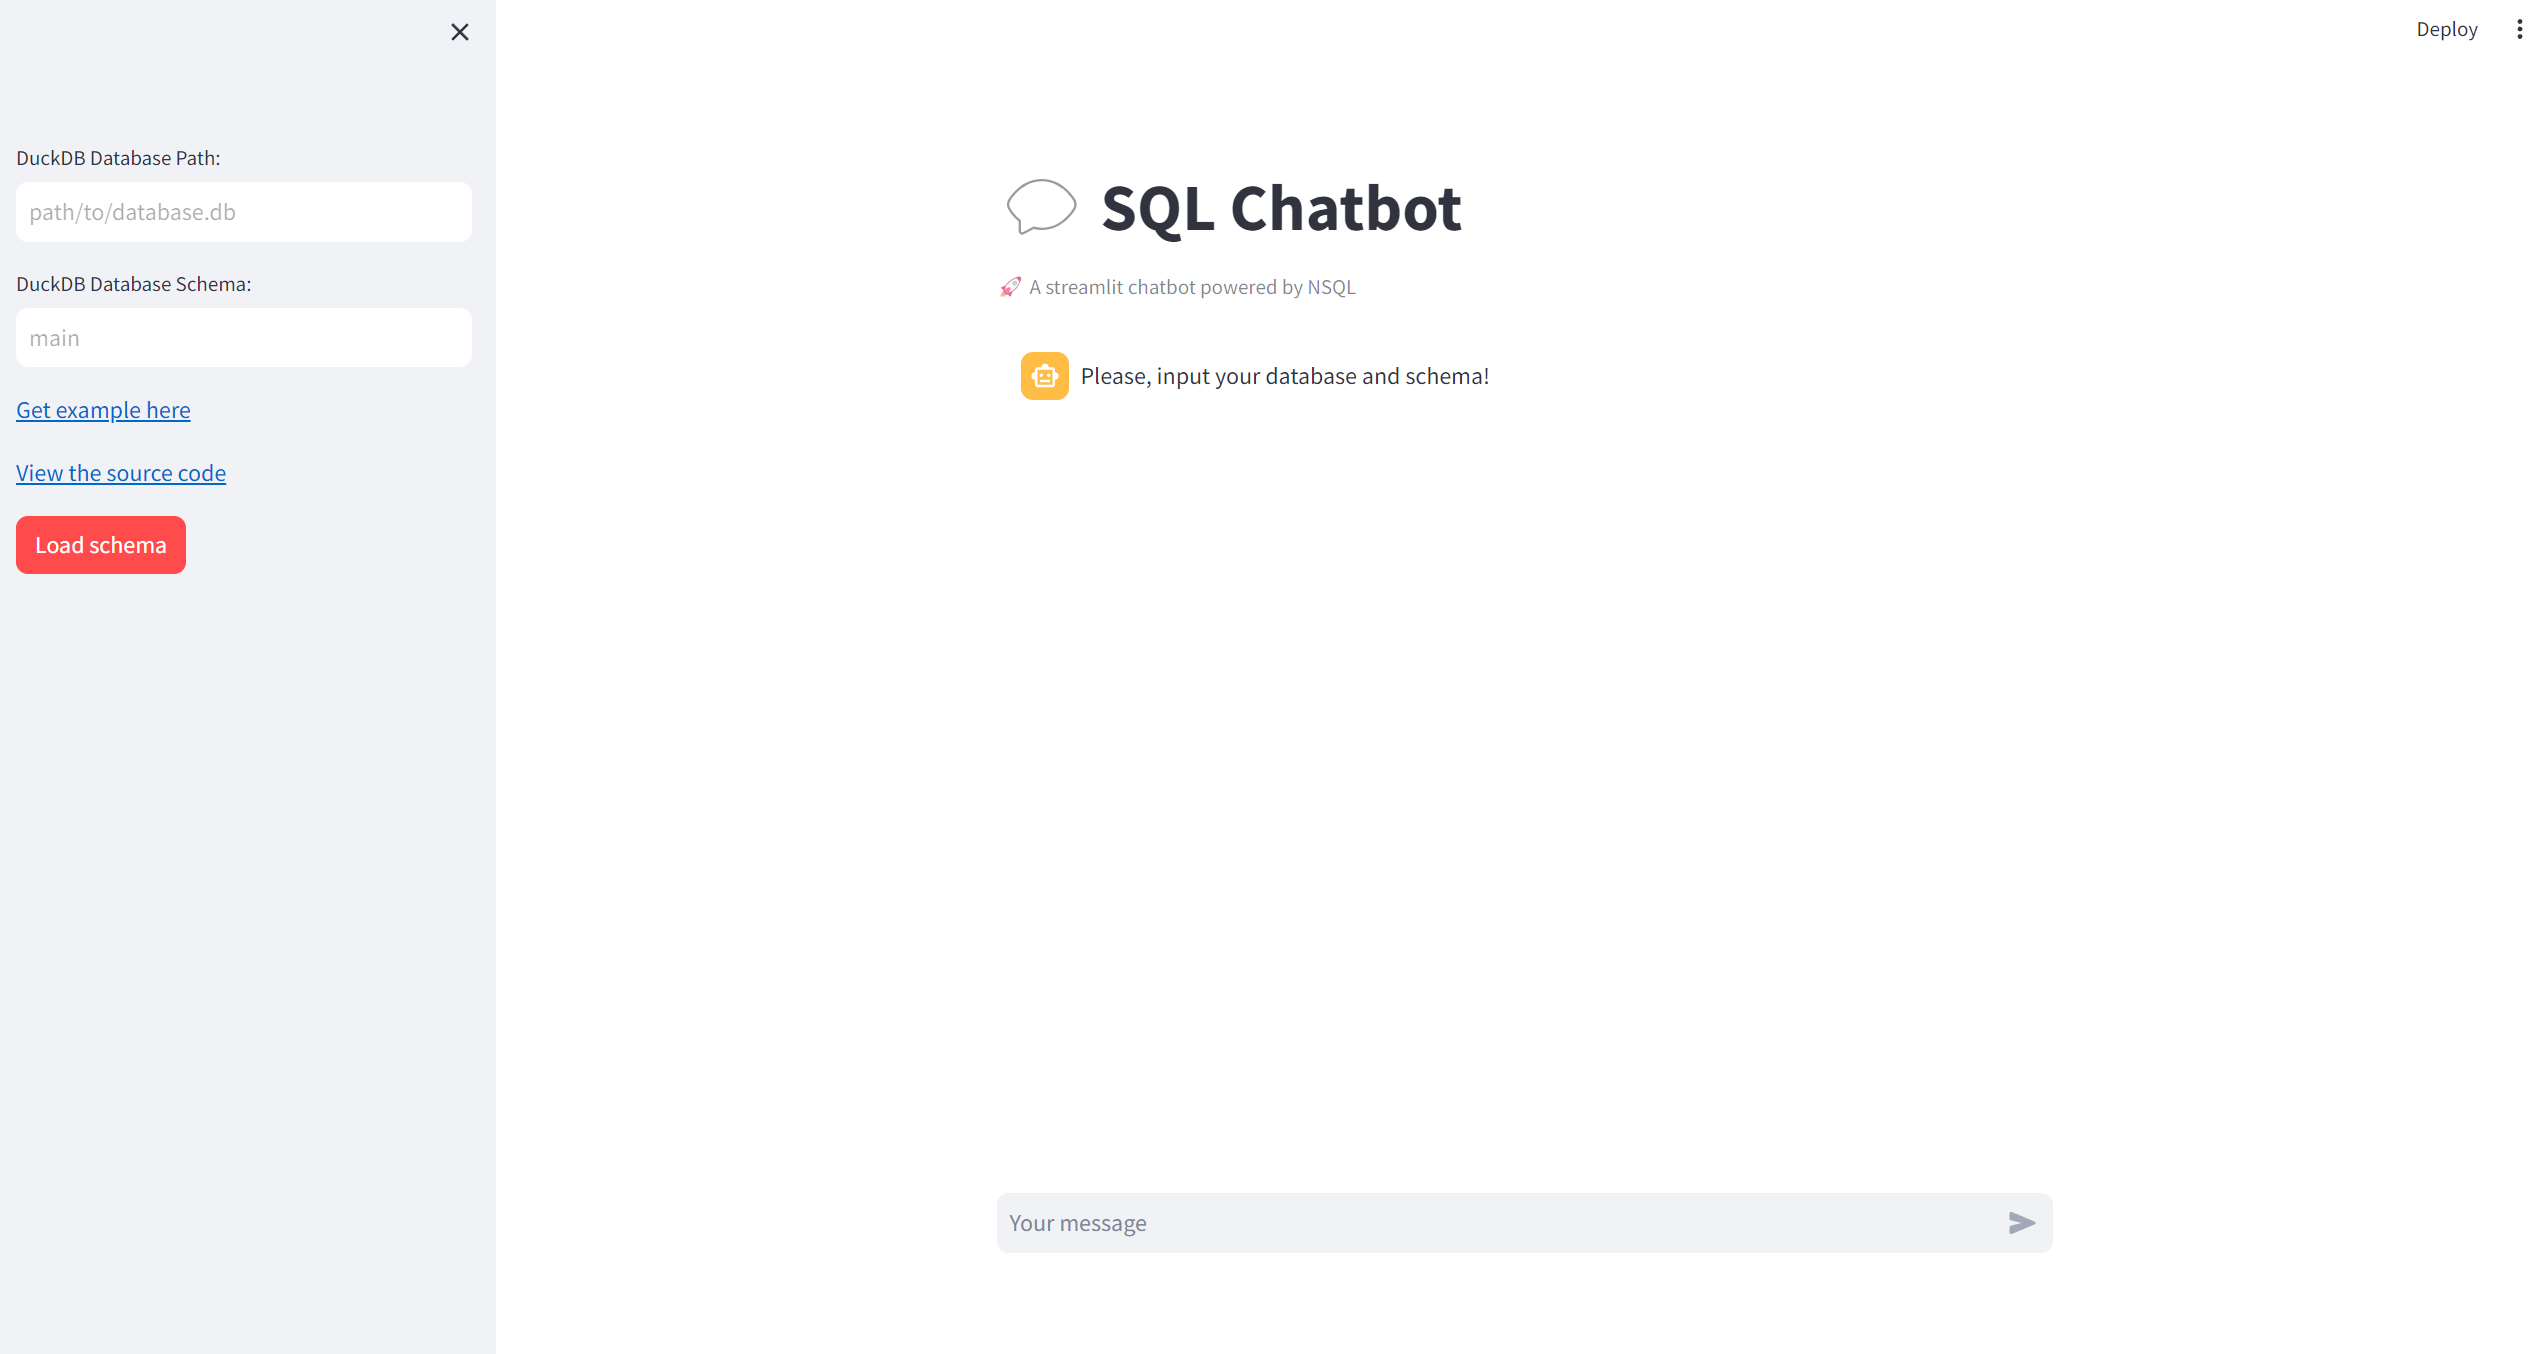 Deploy
DuckDB Database Path:
path/to/database.db
DuckDB Database Schema:
main
Get example here
View the source code
Load schema
SQL Chatbot
🚀 A streamlit chatbot powered by NSQL
Please, input your database and schema!
Your message